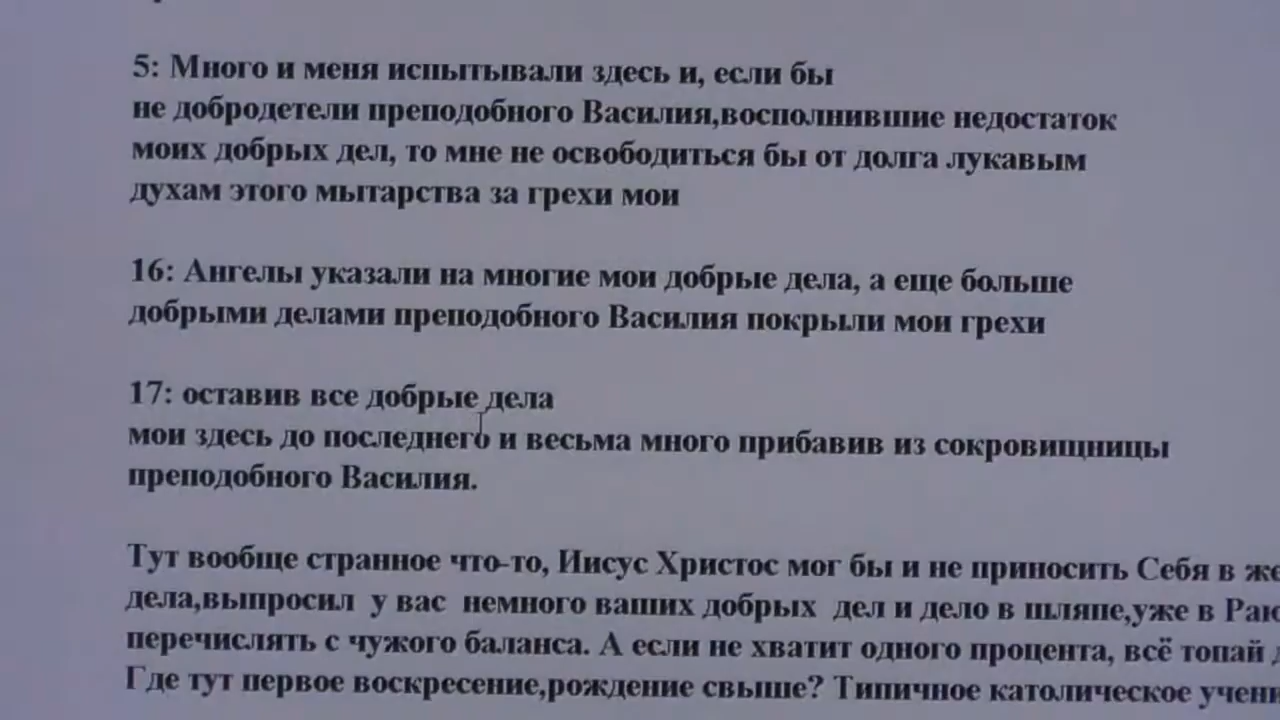 5: Много и меня испытывали здесь и, если бы
не добродетели преподобного Василия,восполнившие недостаток
моих добрых дел, то мне не освободиться бы от долга лукавым
духам этого мытарства за грехи мои
16: Ангелы указали на многие мои добрые дела, а еще больше
добрыми делами преподобного Василия покрыли мои грехи
17: оставив все добрые дела
мои здесь до последнего и весьма много прибавив из сокровищницы
преподобного Василия.
Тут вообще странное что-то, Иисус Христос мог бы и не приносить Себя в
дела,выпросил у вас немного ваших добрых дел и дело в шляпе,уже в
перечислять с чужого баланса. А если не хватит одного процента, всё топай
Где тут первое воскресение,рождение свыше? Типичное католическое